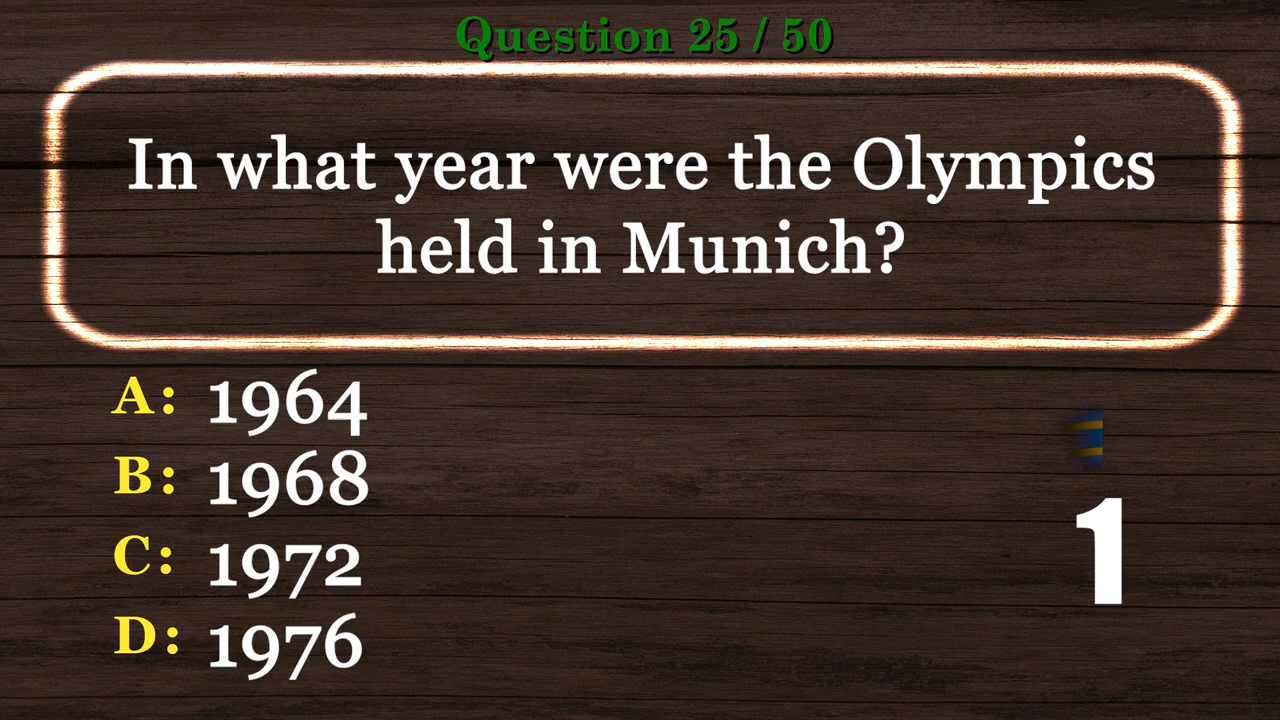 Question 25 / 50
In what year were the Olympics
held in Munich?
A: 1964
B: 1968
C: 1972
D: 1976
1